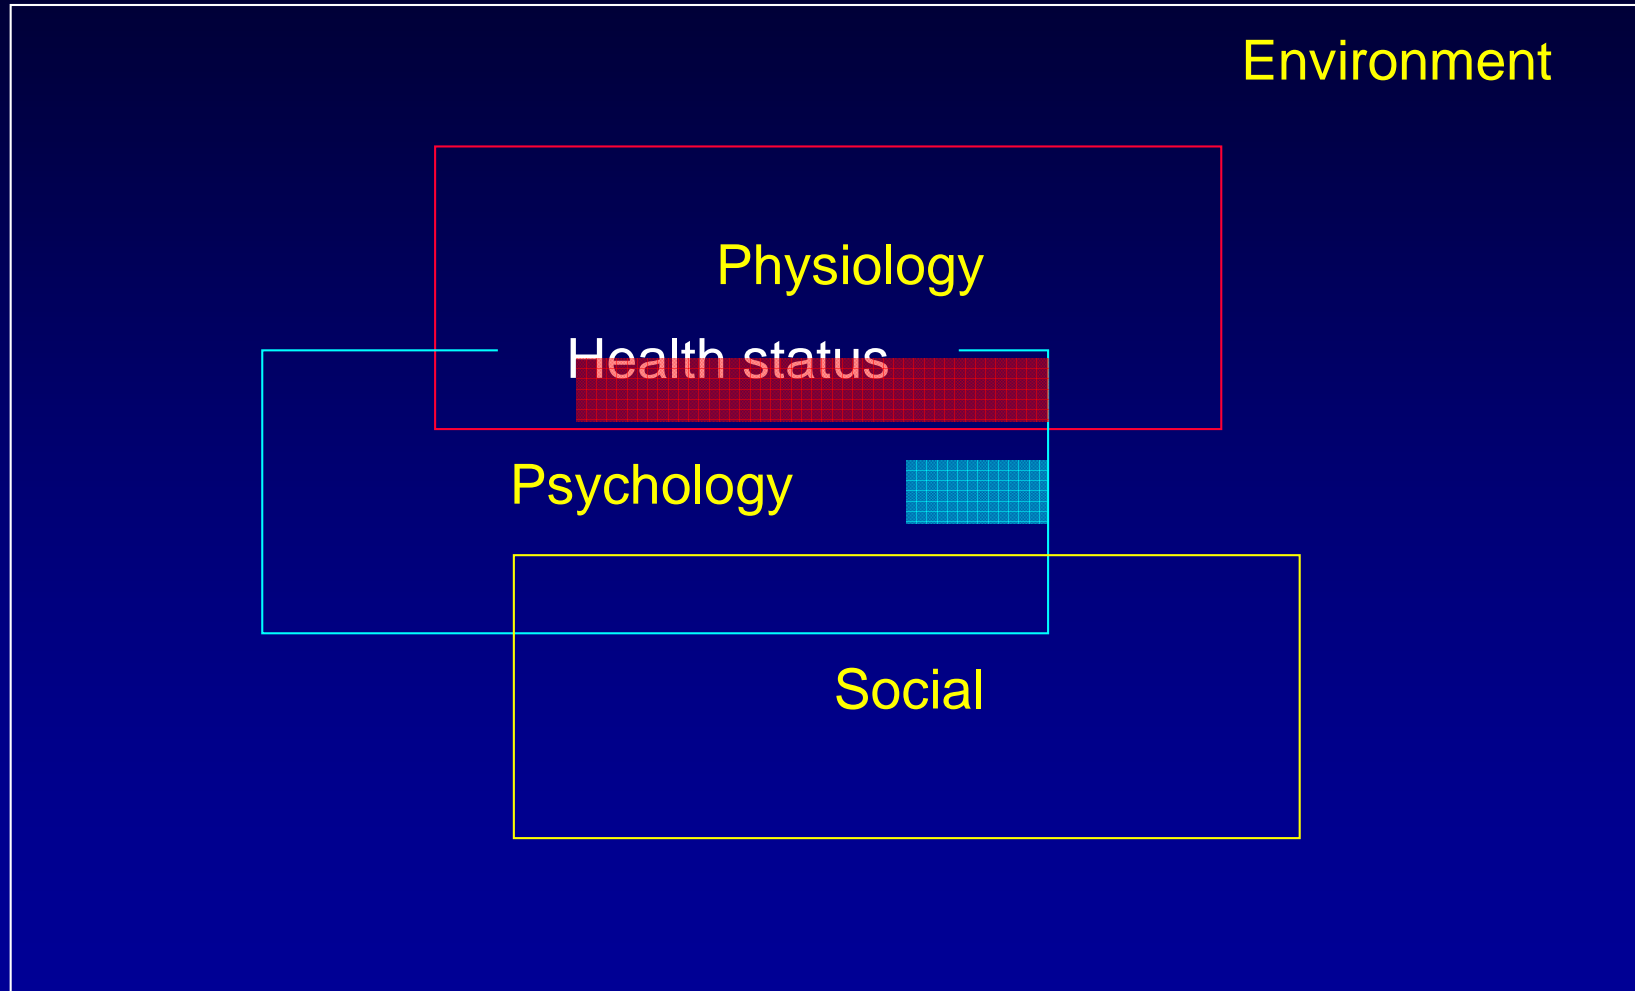 Environment
Physiology
Health status
Psychology
Social